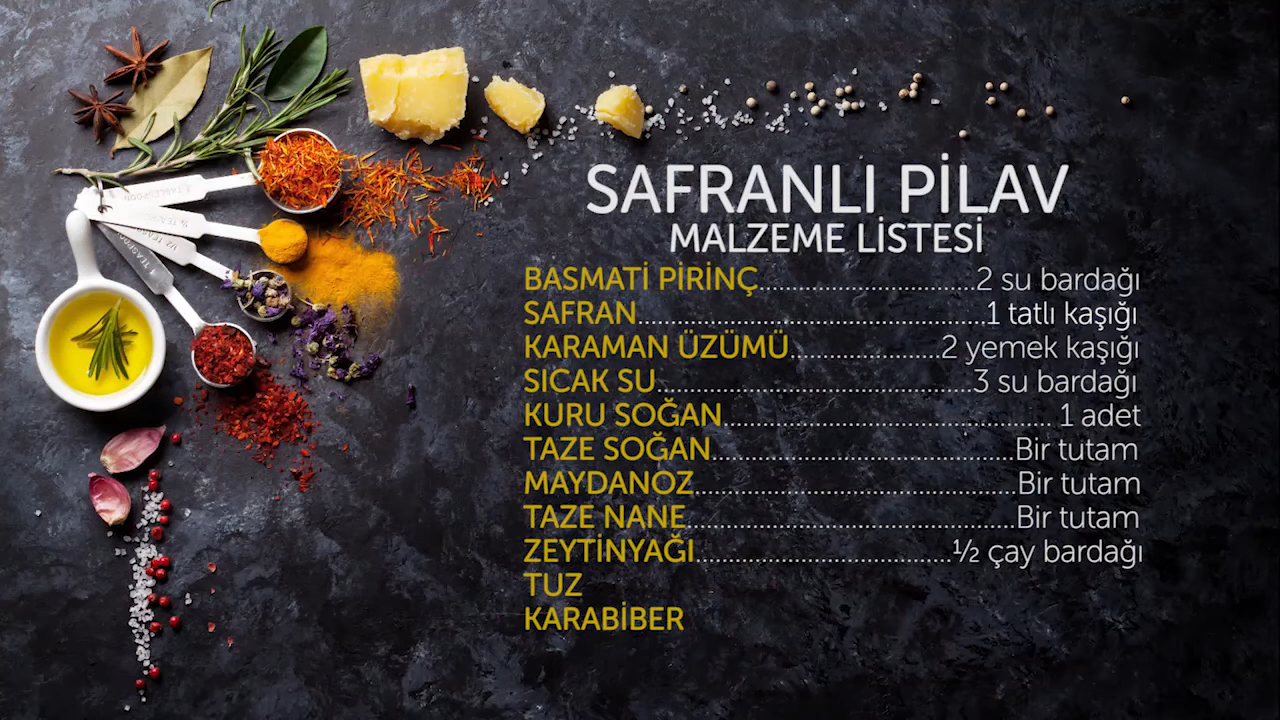 SAFRANLI PİLAV
MALZEME LİSTESİ
BASMATİ PİRİNÇ................................2 su bardağı
SAFRAN....................................................1 tatlı kaşığı
KARAMAN ÜZÜMÜ......................2 yemek kaşığı
SICAK SU...............................................3 su bardağı
KURU SOĞAN................................................. 1 adet
TAZE SOĞAN.............................................Bir tutam
MAYDANOZ................................................Bir tutam
TAZE NANE.................................................Bir tutam
ZEYTİNYAĞI......................................½ çay bardağı
TUZ
KARABİBER